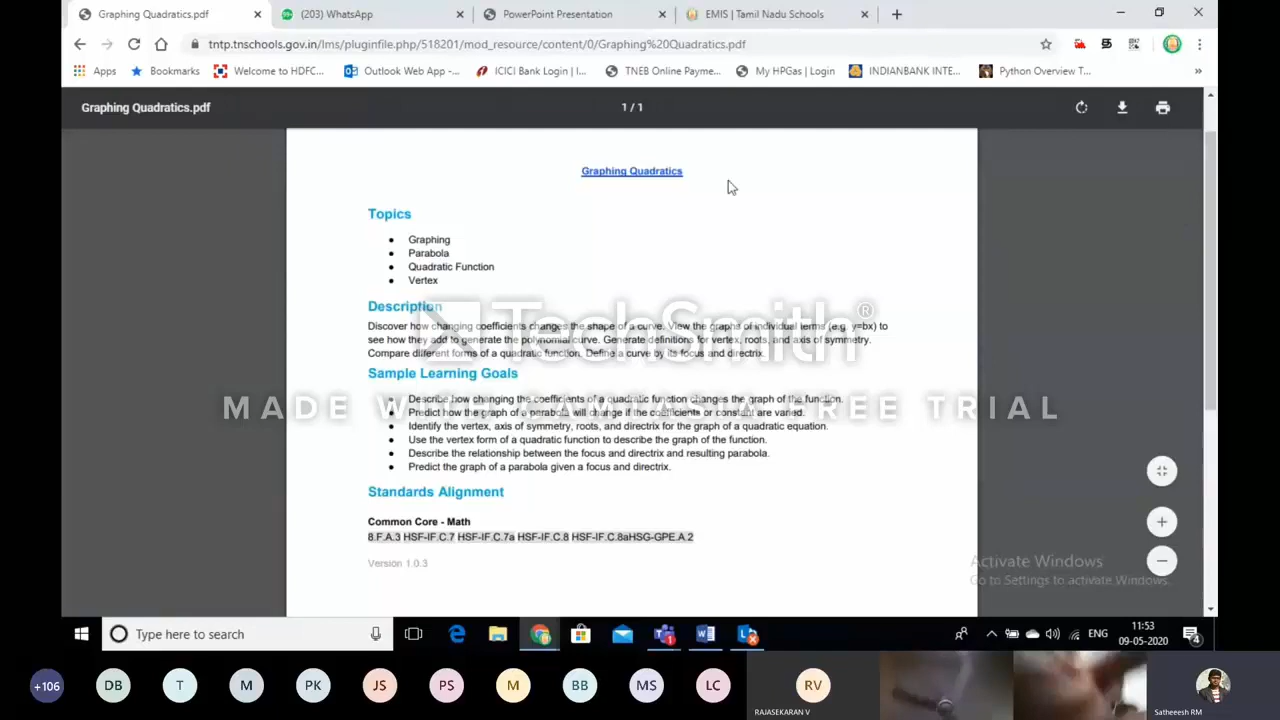 Graphing Quadratics.pdf
(203) WhatsApp
PowerPoint Presentation
EMIS | Tamil Nadu Schools
tntp.tnschools.gov.in/lms/pluginfile.php/518201/mod_resource/content/0/Graphing%20Quadratics.pdf
Apps
Bookmarks
Welcome to HDFC...
Outlook Web App -...
ICICI Bank Login | I...
TNEB Online Payme...
My HPGas | Login
INDIANBANK INTE...
Python Overview T...
Graphing Quadratics.pdf
1 / 1
Graphing Quadratics
Topics
Graphing
Parabola
Quadratic Function
Vertex
Description
Discover how changing coefficients changes the shape of a curve. View the graphs of individual terms (e.g. y=bx) to
see how they add to generate the polynomial curve. Generate definitions for vertex, roots, and axis of symmetry.
Compare different forms of a quadratic function. Define a curve by its focus and directrix.
TechSmith®
Sample Learning Goals
Describe how changing the coefficients of a quadratic function changes the graph of the function.
Predict how the graph of a parabola will change if the coefficients or constant are varied.
MADE WITH CAMTASIA FREE TRIAL
Identify the vertex, axis of symmetry, roots, and directrix for the graph of a quadratic equation.
Use the vertex form of a quadratic function to describe the graph of the function.
Describe the relationship between the focus and directrix and resulting parabola.
Predict the graph of a parabola given a focus and directrix.
Standards Alignment
Common Core - Math
8.F.A.3 HSF-IF.C.7 HSF-IF.C.7a HSF-IF.C.8 HSF-IF.C.8aHSG-GPE.A.2
Version 1.0.3
Activate Windows
Go to Settings to activate Windows.
Type here to search
ENG
11:53
09-05-2020
4
+106
DB
T
M
PK
JS
PS
M
BB
MS
LC
RV
RAJASEKARAN V
Satheeesh RM